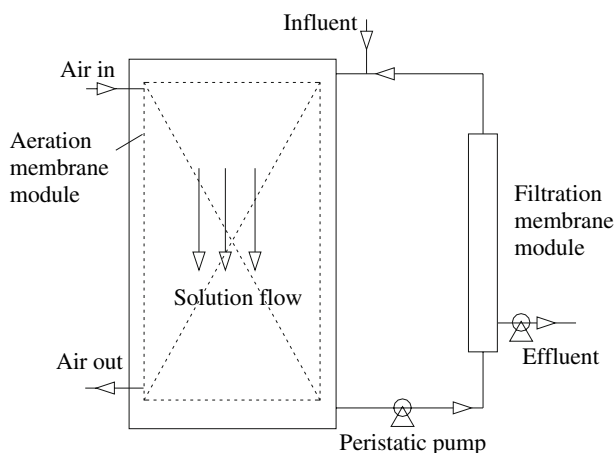 Influent
Air in
Aeration
membrane
module
Filtration
membrane
module
Solution flow
Air out
Effluent
Peristatic pump